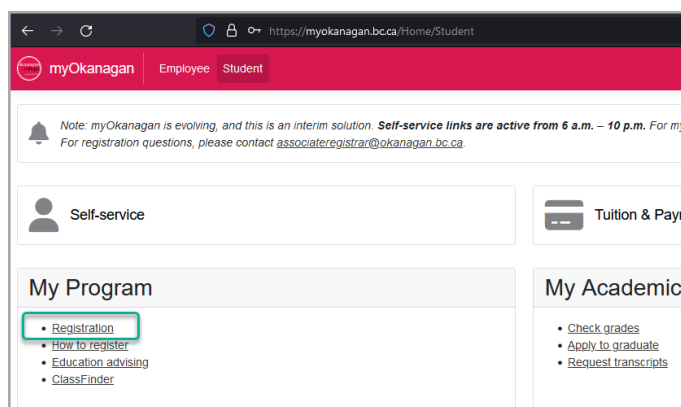 https://myokanagan.bc.ca/Home/Student
myOkanagan Employee Student
Note: myOkanagan is evolving, and this is an interim solution. Self-service links are active from 6 a.m. – 10 p.m. For my
For registration questions, please contact associateregistrar@okanagan.bc.ca.
Self-service
Tuition & Pay
My Program
• Registration
• How to register
• Education advising
• ClassFinder
My Academic
• Check grades
• Apply to graduate
• Request transcripts